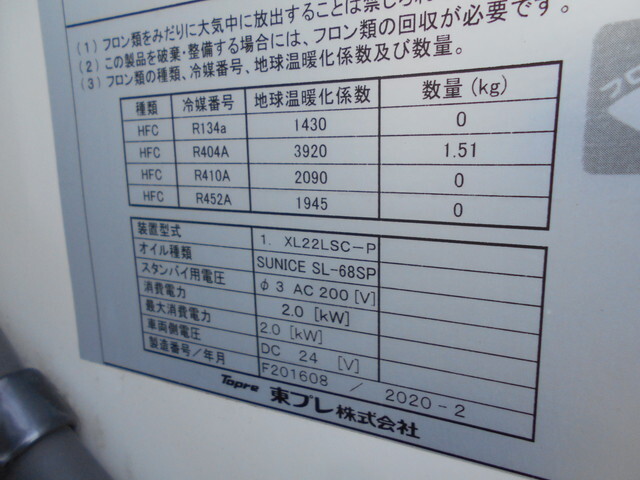 (1) フロン類をみだりに大気中に放出することは禁じられ
(2) この製品を破棄・整備する場合には、フロン類の回収が必要です。
(3) フロン類の種類、冷媒番号、地球温暖化係数及び数量。
種類 冷媒番号 地球温暖化係数 数量(kg)
HFC R134a 1430 0
HFC R404A 3920 1.51
HFC R410A 2090 0
HFC R452A 1945 0
装置型式 1. XL22LSC-P
オイル種類 SUNICE SL-68SP
スタンバイ用電圧 φ3 AC200[V]
消費電力 2.0 [kW]
最大消費電力 2.0 [kW]
車両側電圧 DC 24 [V]
製造番号/年月 F201608 / 2020-2
Topre 東プレ株式会社
フロ